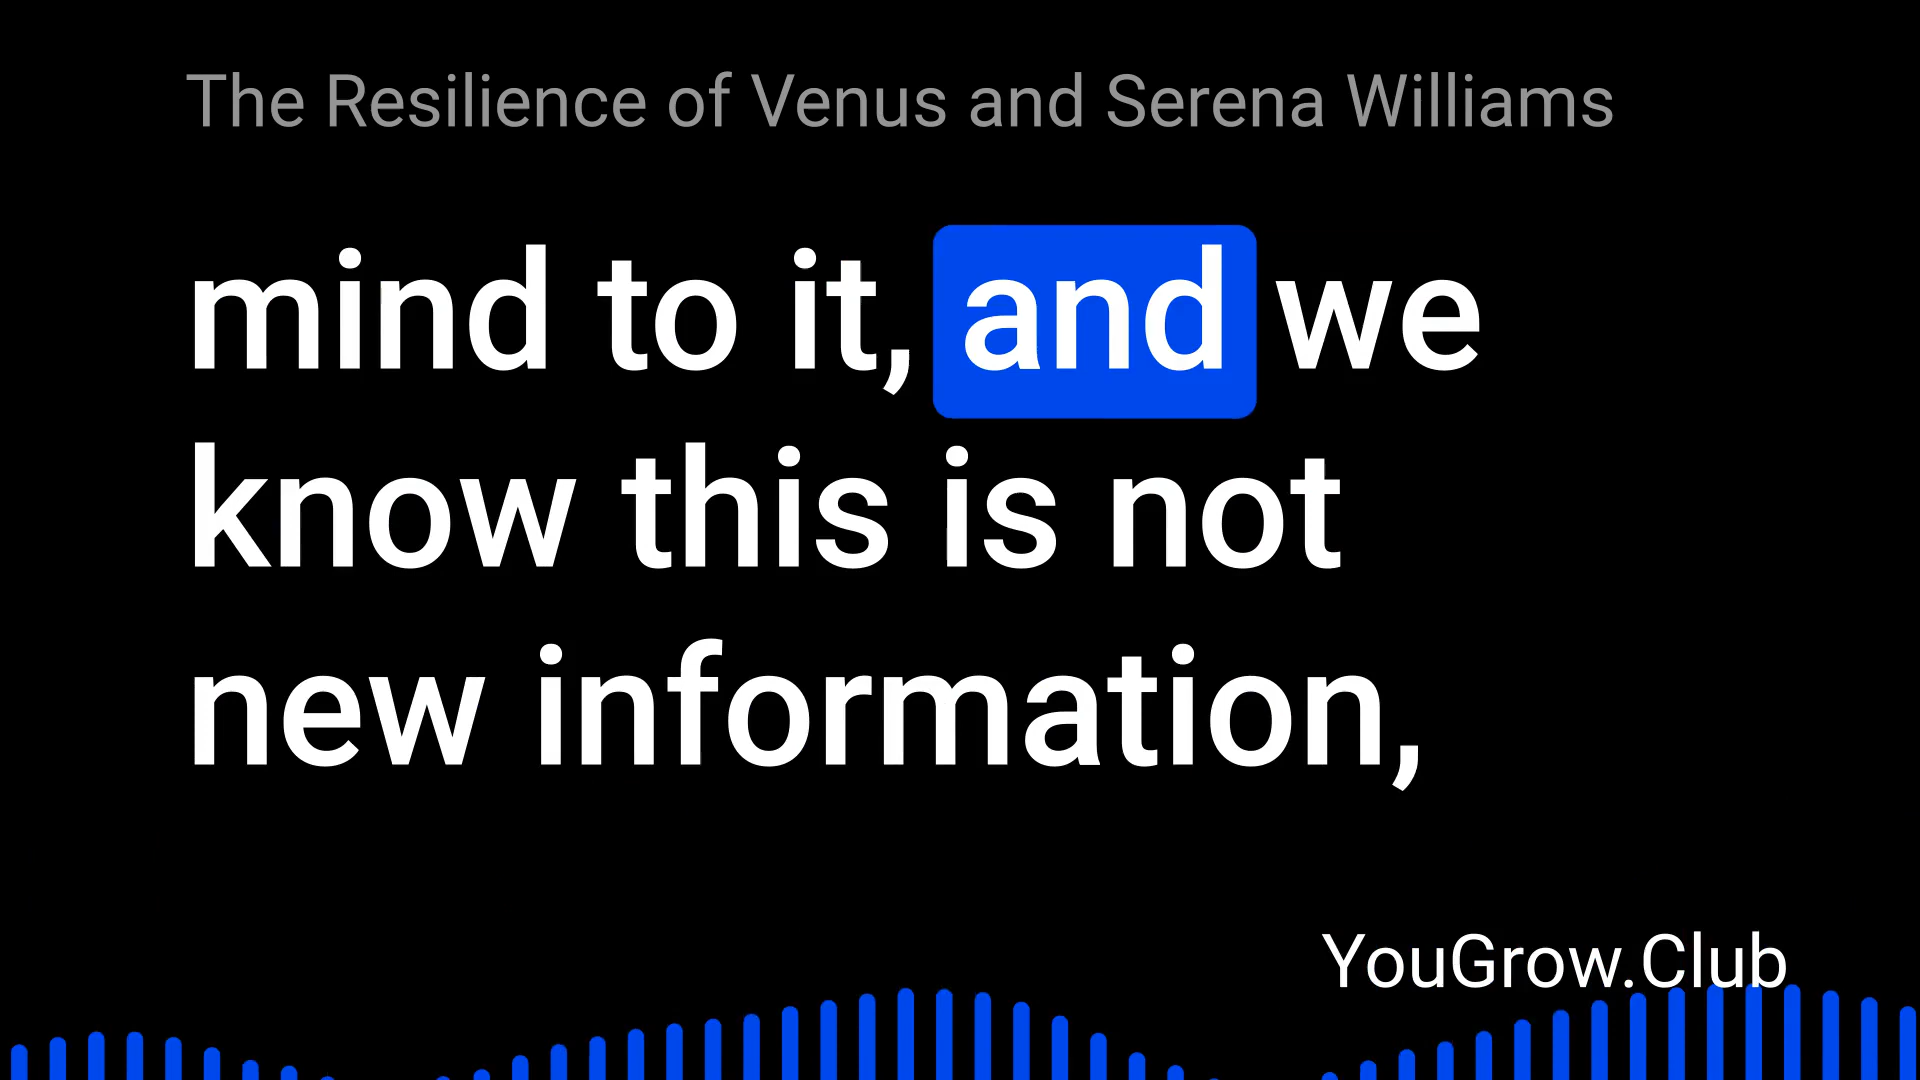 The Resilience of Venus and Serena Williams
mind to it, and we
know this is not
new information,
YouGrow.Club